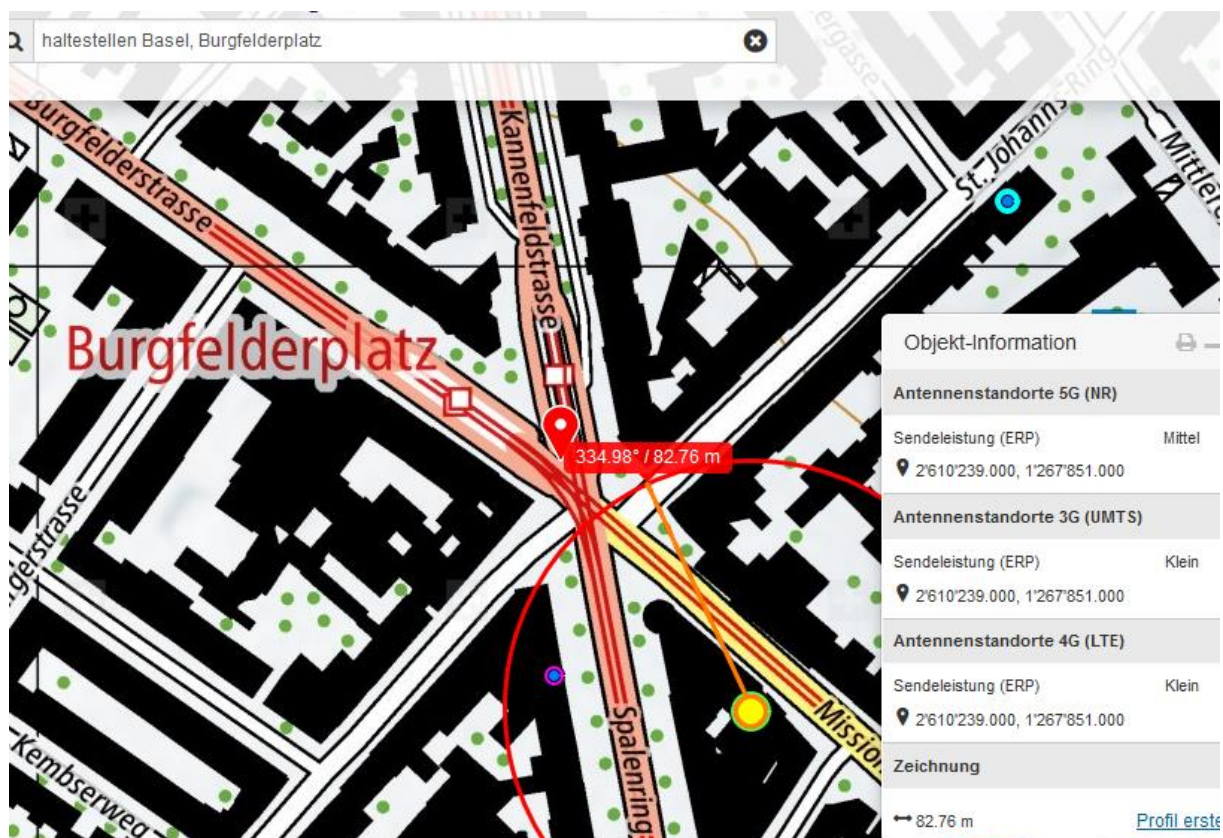 haltestellen Basel, Burgfelderplatz
Burgfelderstrasse
Kannenfeldstrasse
St. Johanns-Ring
Burgfelderplatz
334.98° / 82.76 m
Spalenring
Kembserweg
Objekt-Information
Antennenstandorte 5G (NR)
Sendeleistung (ERP) Mittel
2'610'239.000, 1'267'851.000
Antennenstandorte 3G (UMTS)
Sendeleistung (ERP) Klein
2'610'239.000, 1'267'851.000
Antennenstandorte 4G (LTE)
Sendeleistung (ERP) Klein
2'610'239.000, 1'267'851.000
Zeichnung
82.76 m Profil erste